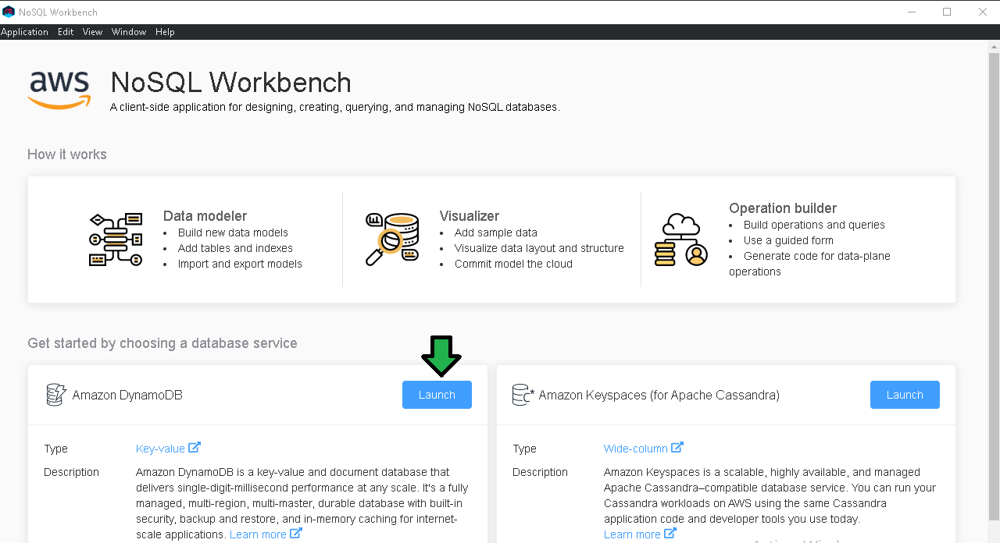 NoSQL Workbench
Application Edit View Window Help
aws
NoSQL Workbench
A client-side application for designing, creating, querying, and managing NoSQL databases.
How it works
Data modeler
• Build new data models
• Add tables and indexes
• Import and export models
Visualizer
• Add sample data
• Visualize data layout and structure
• Commit model the cloud
Operation builder
• Build operations and queries
• Use a guided form
• Generate code for data-plane
operations
Get started by choosing a database service
Amazon DynamoDB
Launch
Type
Key-value
Description
Amazon DynamoDB is a key-value and document database that
delivers single-digit-millisecond performance at any scale. It's a fully
managed, multi-region, multi-master, durable database with built-in
security, backup and restore, and in-memory caching for internet-
scale applications. Learn more
Amazon Keyspaces (for Apache Cassandra)
Launch
Type
Wide-column
Description
Amazon Keyspaces is a scalable, highly available, and managed
Apache Cassandra–compatible database service. You can run your
Cassandra workloads on AWS using the same Cassandra
application code and developer tools you use today.
Learn more